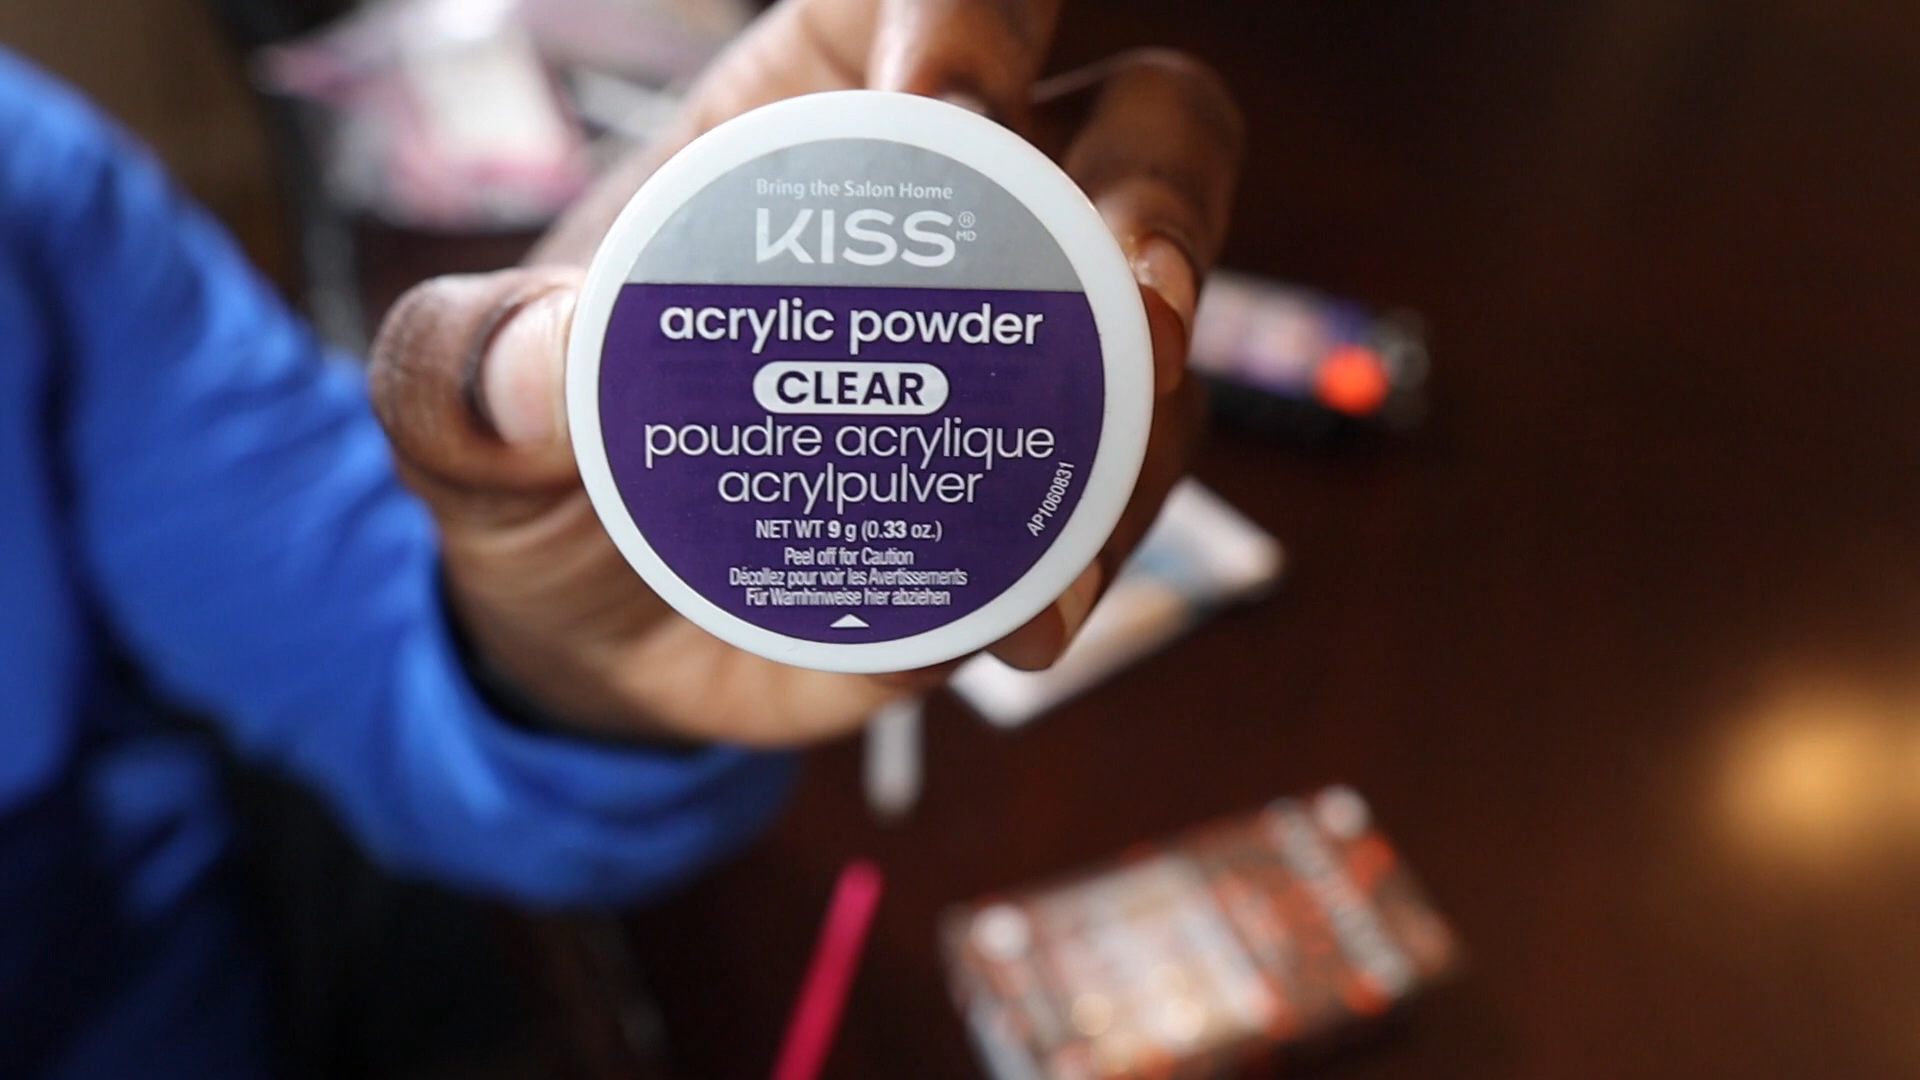 Bring the Salon Home
KISS® MD
acrylic powder
CLEAR
poudre acrylique
acrylpulver
AP1060831
NET WT 9 g (0.33 oz.)
Peel off for Caution
Décollez pour voir les Avertissements
Für Warnhinweise hier abziehen